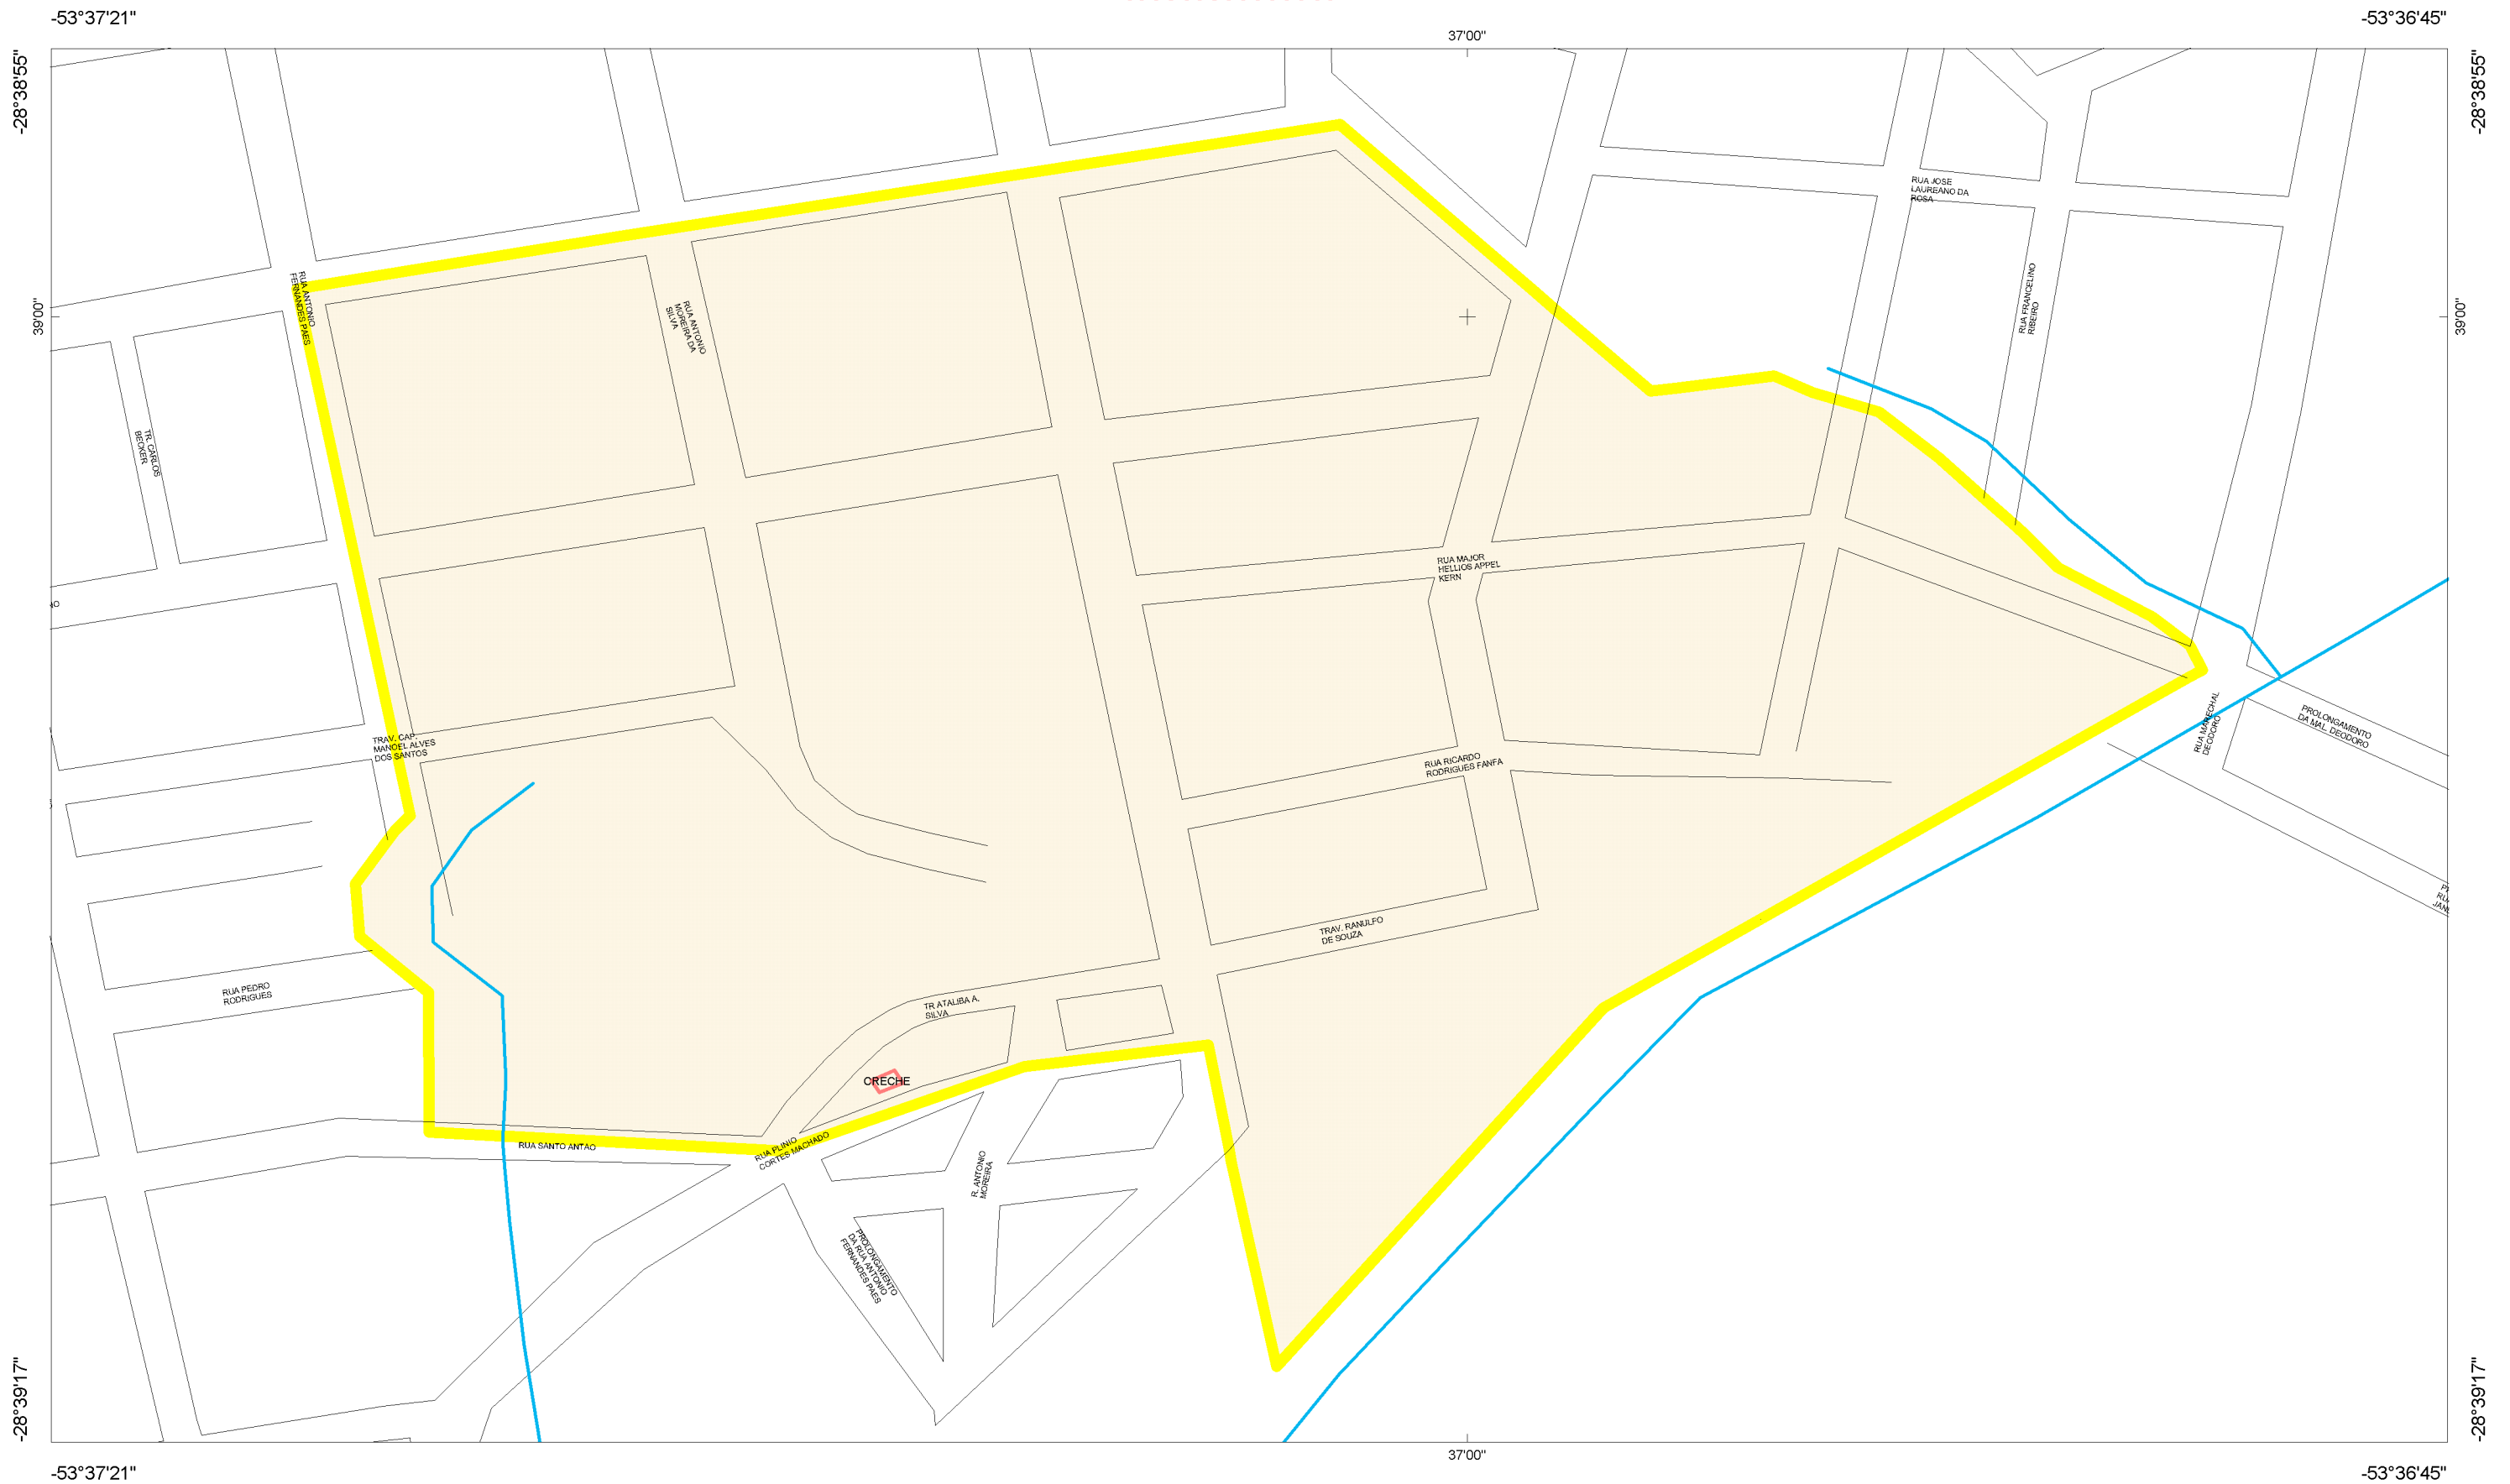 -53°37'21"
-53°36'45"
37'00"
-28°38'55"
-28°38'55"
RUA JOSE
LAUREANO DA
ROSA
RUA ANTONIO
FERNANDES PAES
RUA ANTONIO
MOREIRA DA
SILVA
RUA FRANCELINO
RIBEIRO
39'00"
39'00"
TR. CARLOS
BECKER
RUA MAJOR
HELLIOS APPEL
KERN
TRAV. CAP.
MANOEL ALVES
DOS SANTOS
RUA MARECHAL
DEODORO
PROLONGAMENTO
DA MAL. DEODORO
RUA RICARDO
RODRIGUES FANFA
TRAV. RANULFO
DE SOUZA
RUA PEDRO
RODRIGUES
TR ATALIBA A.
SILVA
CRECHE
RUA SANTO ANTAO
RUA PLINIO
CORTES MACHADO
R. ANTONIO
MOREIRA
PROLONGAMENTO
DA RUA ANTONIO
FERNANDES PAES
-28°39'17"
-28°39'17"
37'00"
-53°37'21"
-53°36'45"